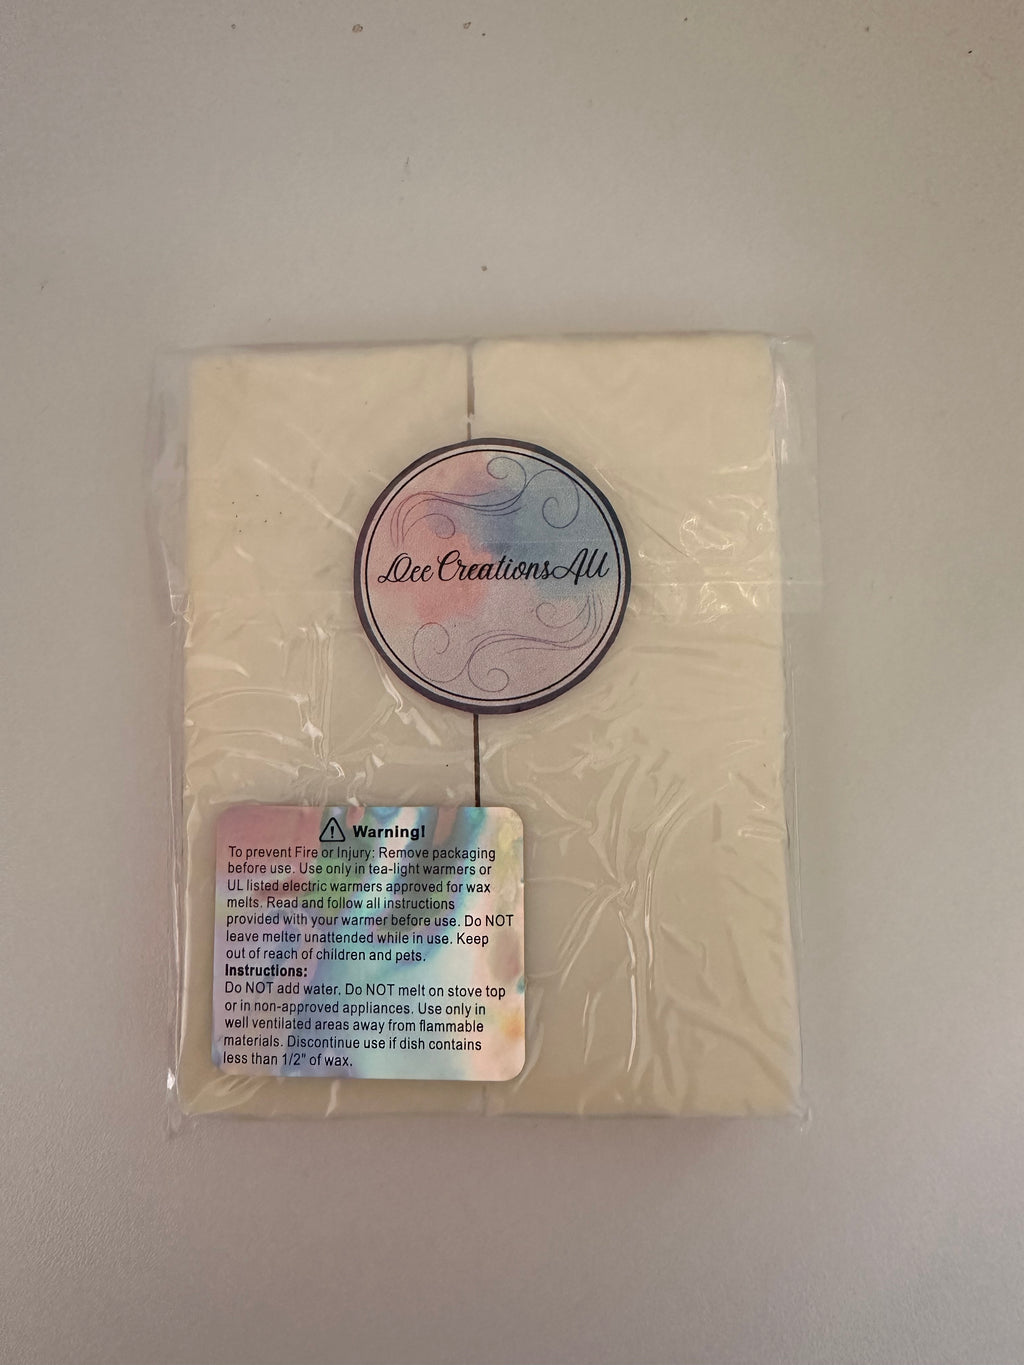 Dee Creations AU
Warning!
To prevent Fire or Injury: Remove packaging
before use. Use only in tea-light warmers or
UL listed electric warmers approved for wax
melts. Read and follow all instructions
provided with your warmer before use. Do NOT
leave melter unattended while in use. Keep
out of reach of children and pets.
Instructions:
Do NOT add water. Do NOT melt on stove top
or in non-approved appliances. Use only in
well ventilated areas away from flammable
materials. Discontinue use if dish contains
less than 1/2" of wax.